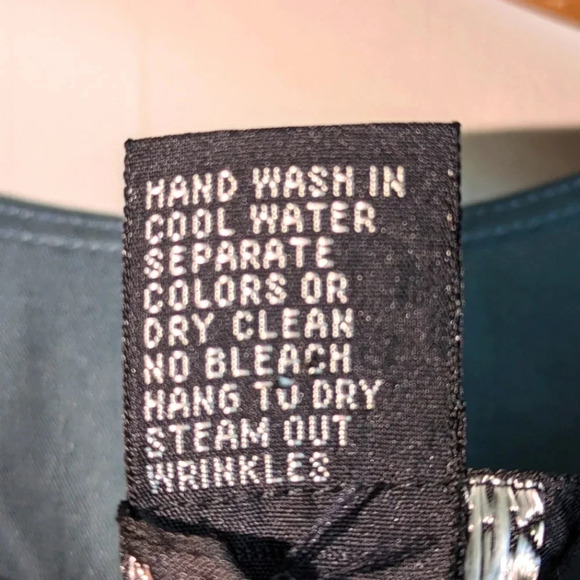 HAND WASH IN
COOL WATER
SEPARATE
COLORS OR
DRY CLEAN
NO BLEACH
HANG TO DRY
STEAM OUT
WRINKLES